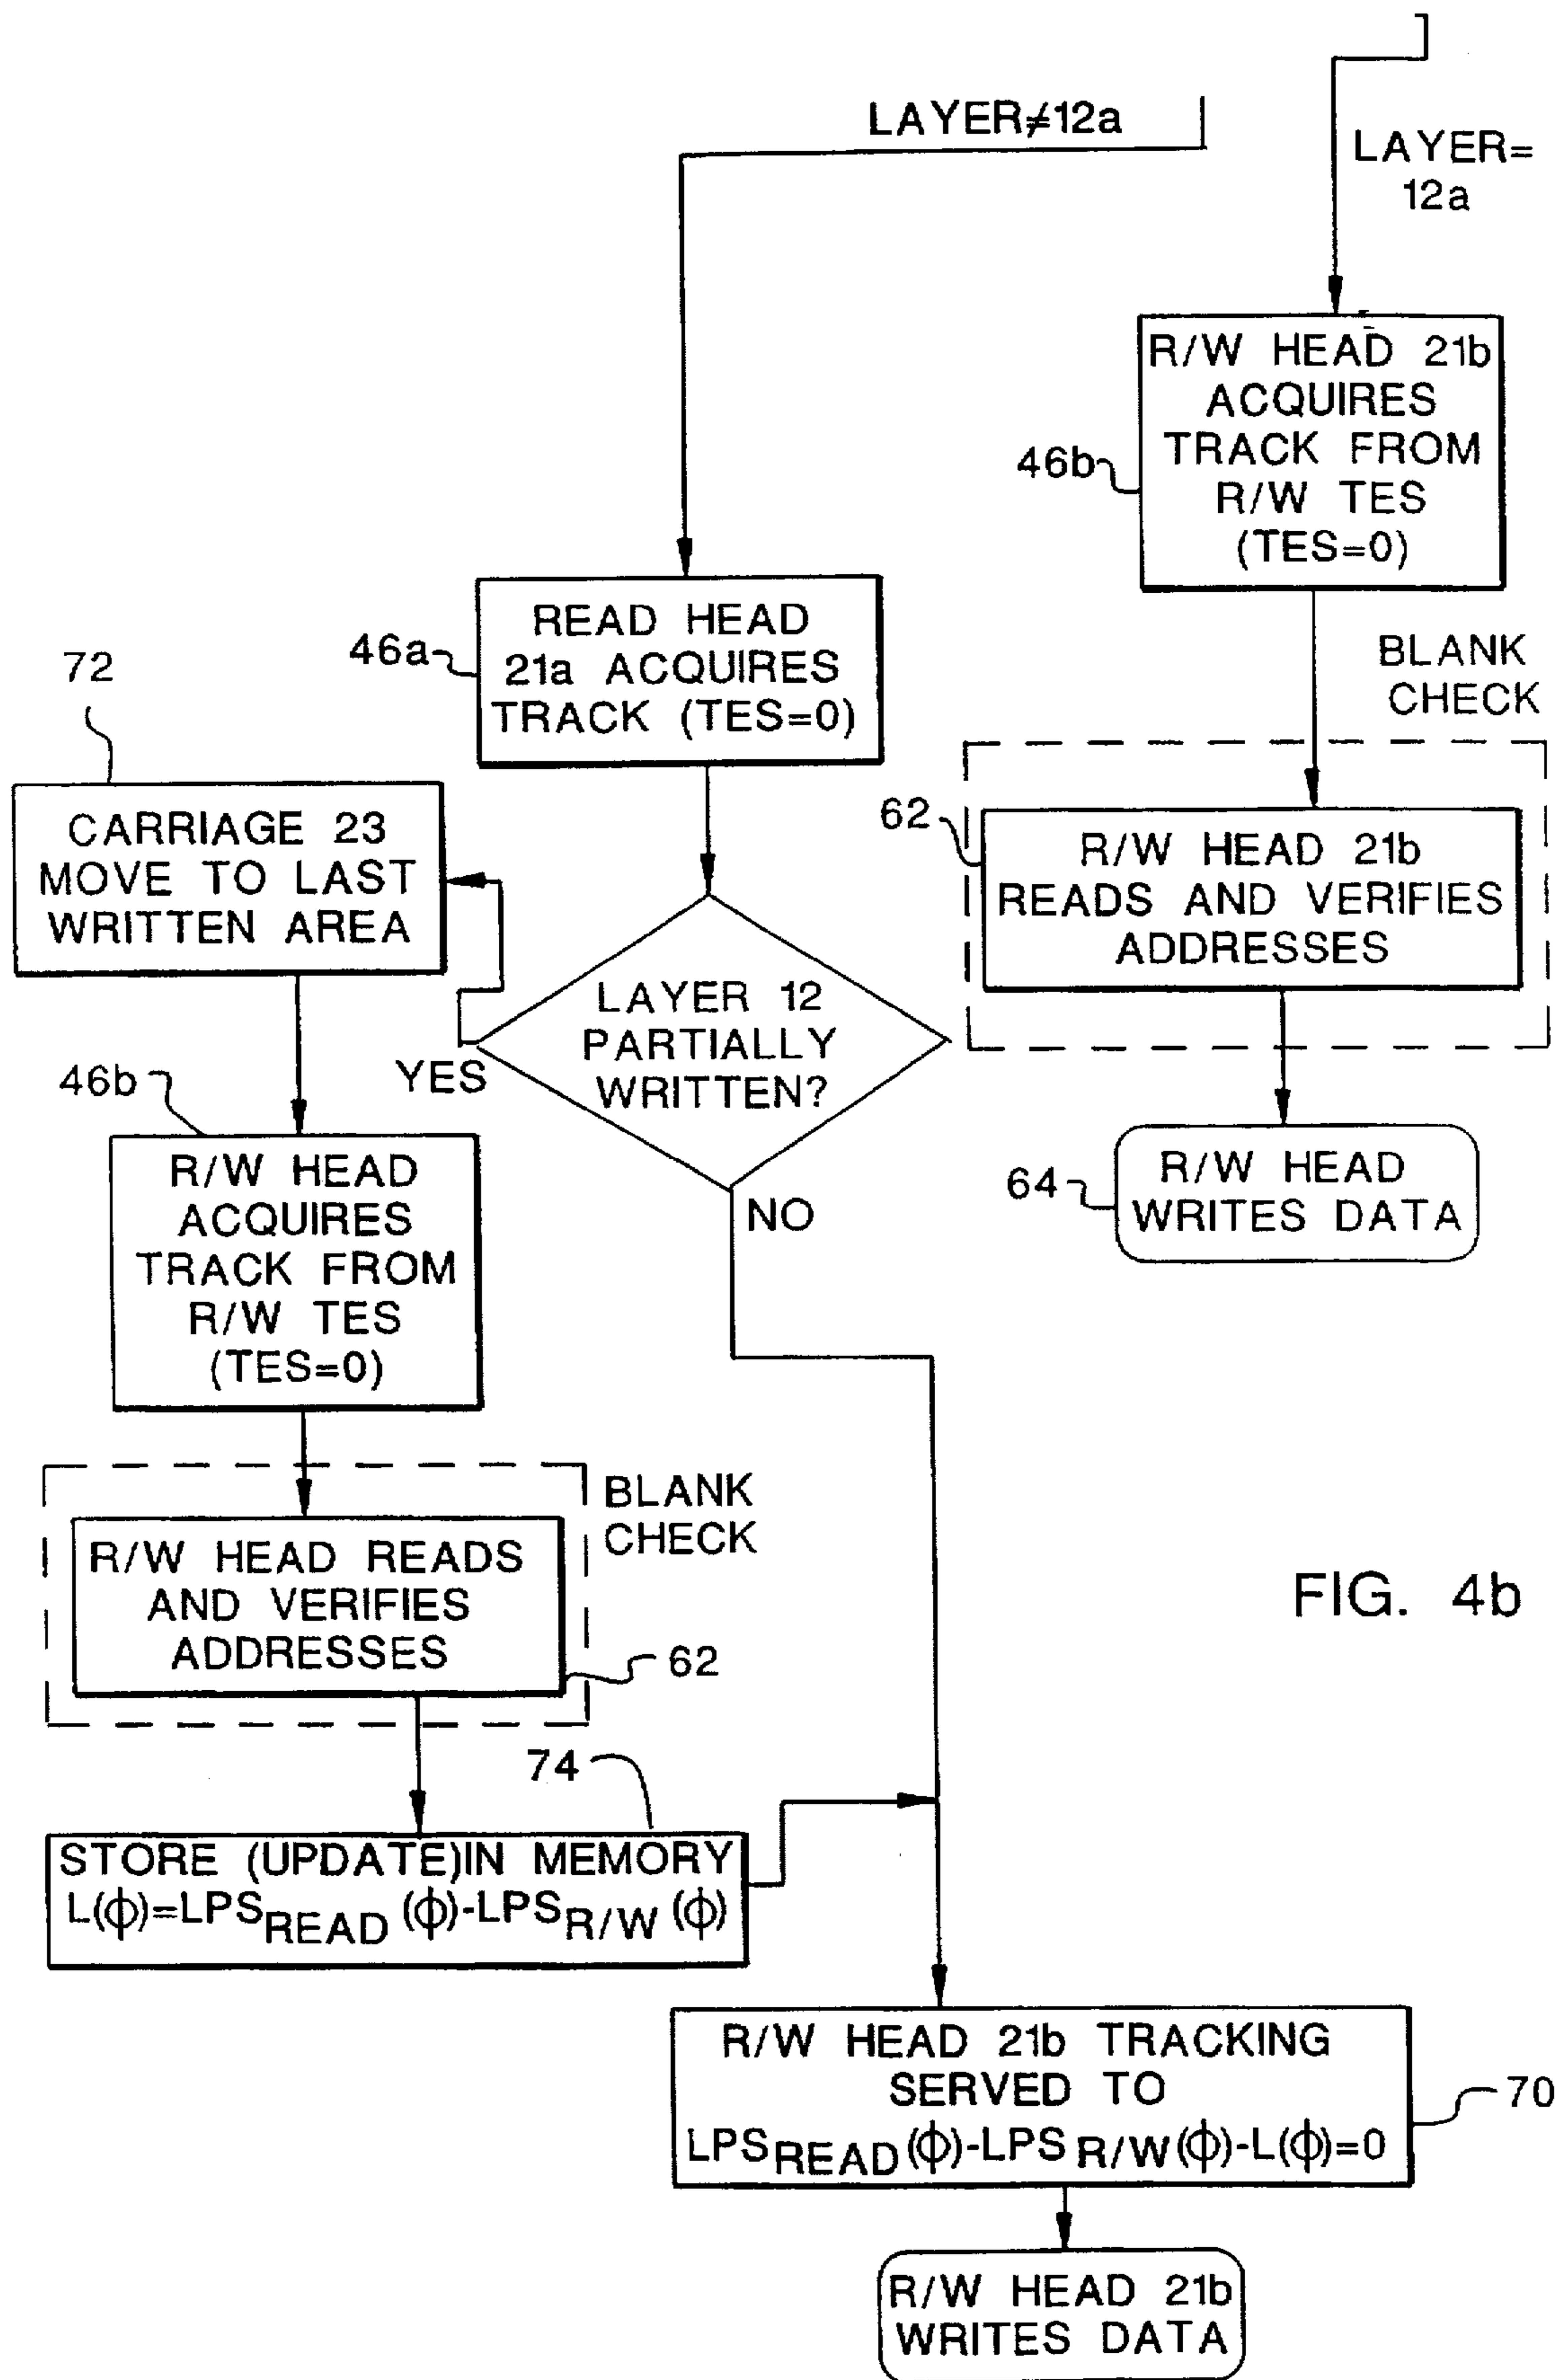 LAYER≠12a
LAYER=
12a
R/W HEAD 21b
ACQUIRES
TRACK FROM
R/W TES
(TES=0)
46b
READ HEAD
21a ACQUIRES
TRACK (TES=0)
46a
BLANK
CHECK
72
CARRIAGE 23
MOVE TO LAST
WRITTEN AREA
62
R/W HEAD 21b
READS AND VERIFIES
ADDRESSES
LAYER 12
PARTIALLY
WRITTEN?
YES
NO
46b
R/W HEAD
ACQUIRES
TRACK FROM
R/W TES
(TES=0)
64
R/W HEAD
WRITES DATA
BLANK
CHECK
R/W HEAD READS
AND VERIFIES
ADDRESSES
62
FIG. 4b
74
STORE (UPDATE)IN MEMORY
L(ϕ)=LPS_READ (ϕ)-LPS_R/W (ϕ)
R/W HEAD 21b TRACKING
SERVED TO
LPS_READ(ϕ)-LPS_R/W(ϕ)-L(ϕ)=0
70
R/W HEAD 21b
WRITES DATA